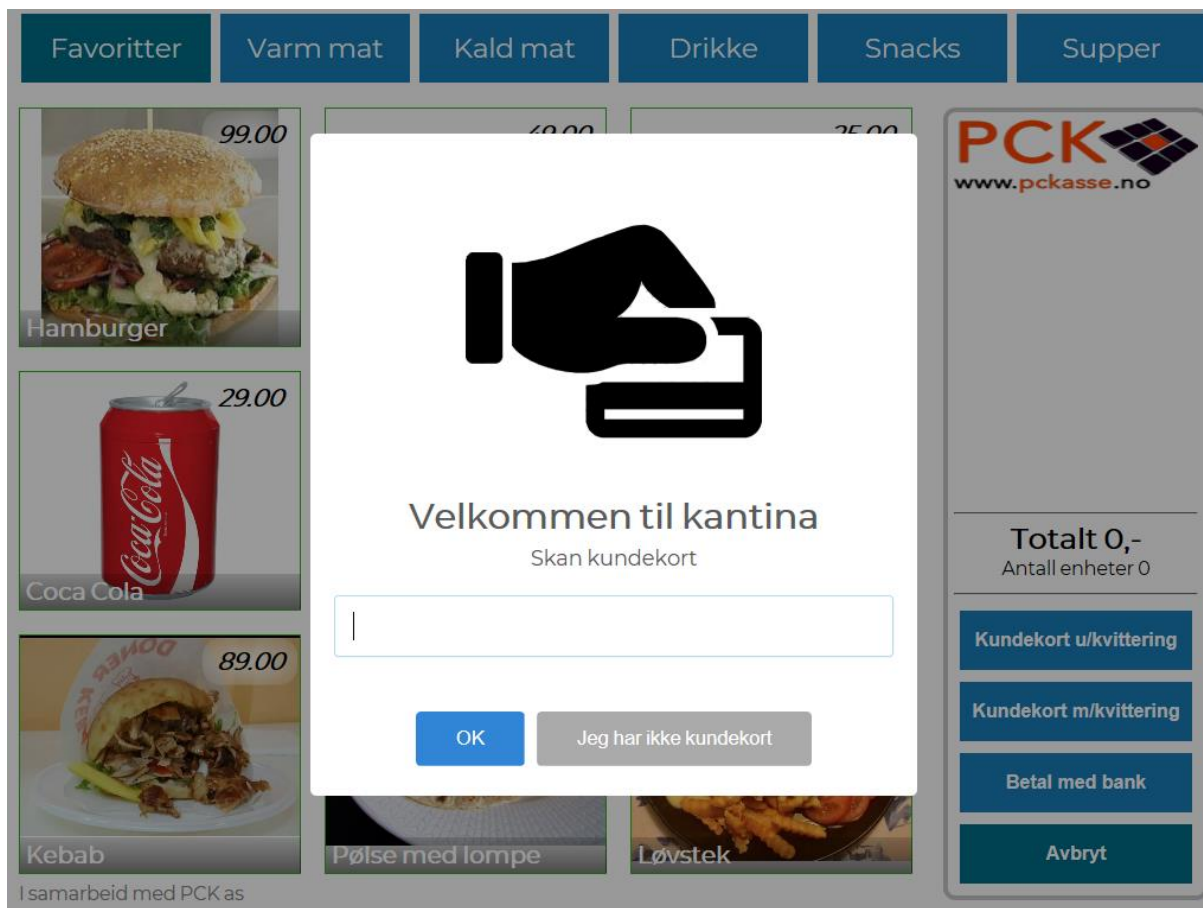 Favoritter
Varm mat
Kald mat
Drikke
Snacks
Supper
99.00
Hamburger
29.00
Coca Cola
Coca-Cola
89.00
Kebab
Pølse med lompe
Løvstek
Velkommen til kantina
Skan kundekort
OK
Jeg har ikke kundekort
PCK
www.pckasse.no
Totalt 0,-
Antall enheter 0
Kundekort u/kvittering
Kundekort m/kvittering
Betal med bank
Avbryt
I samarbeid med PCK as